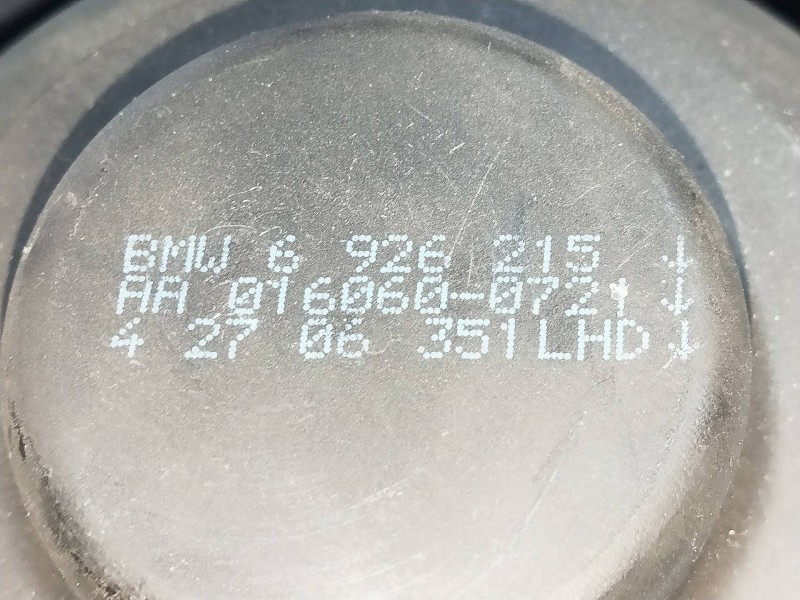 BMW 6 926 215 ↓
AA 016060-0721 ↓
4 27 06 351LHD↓